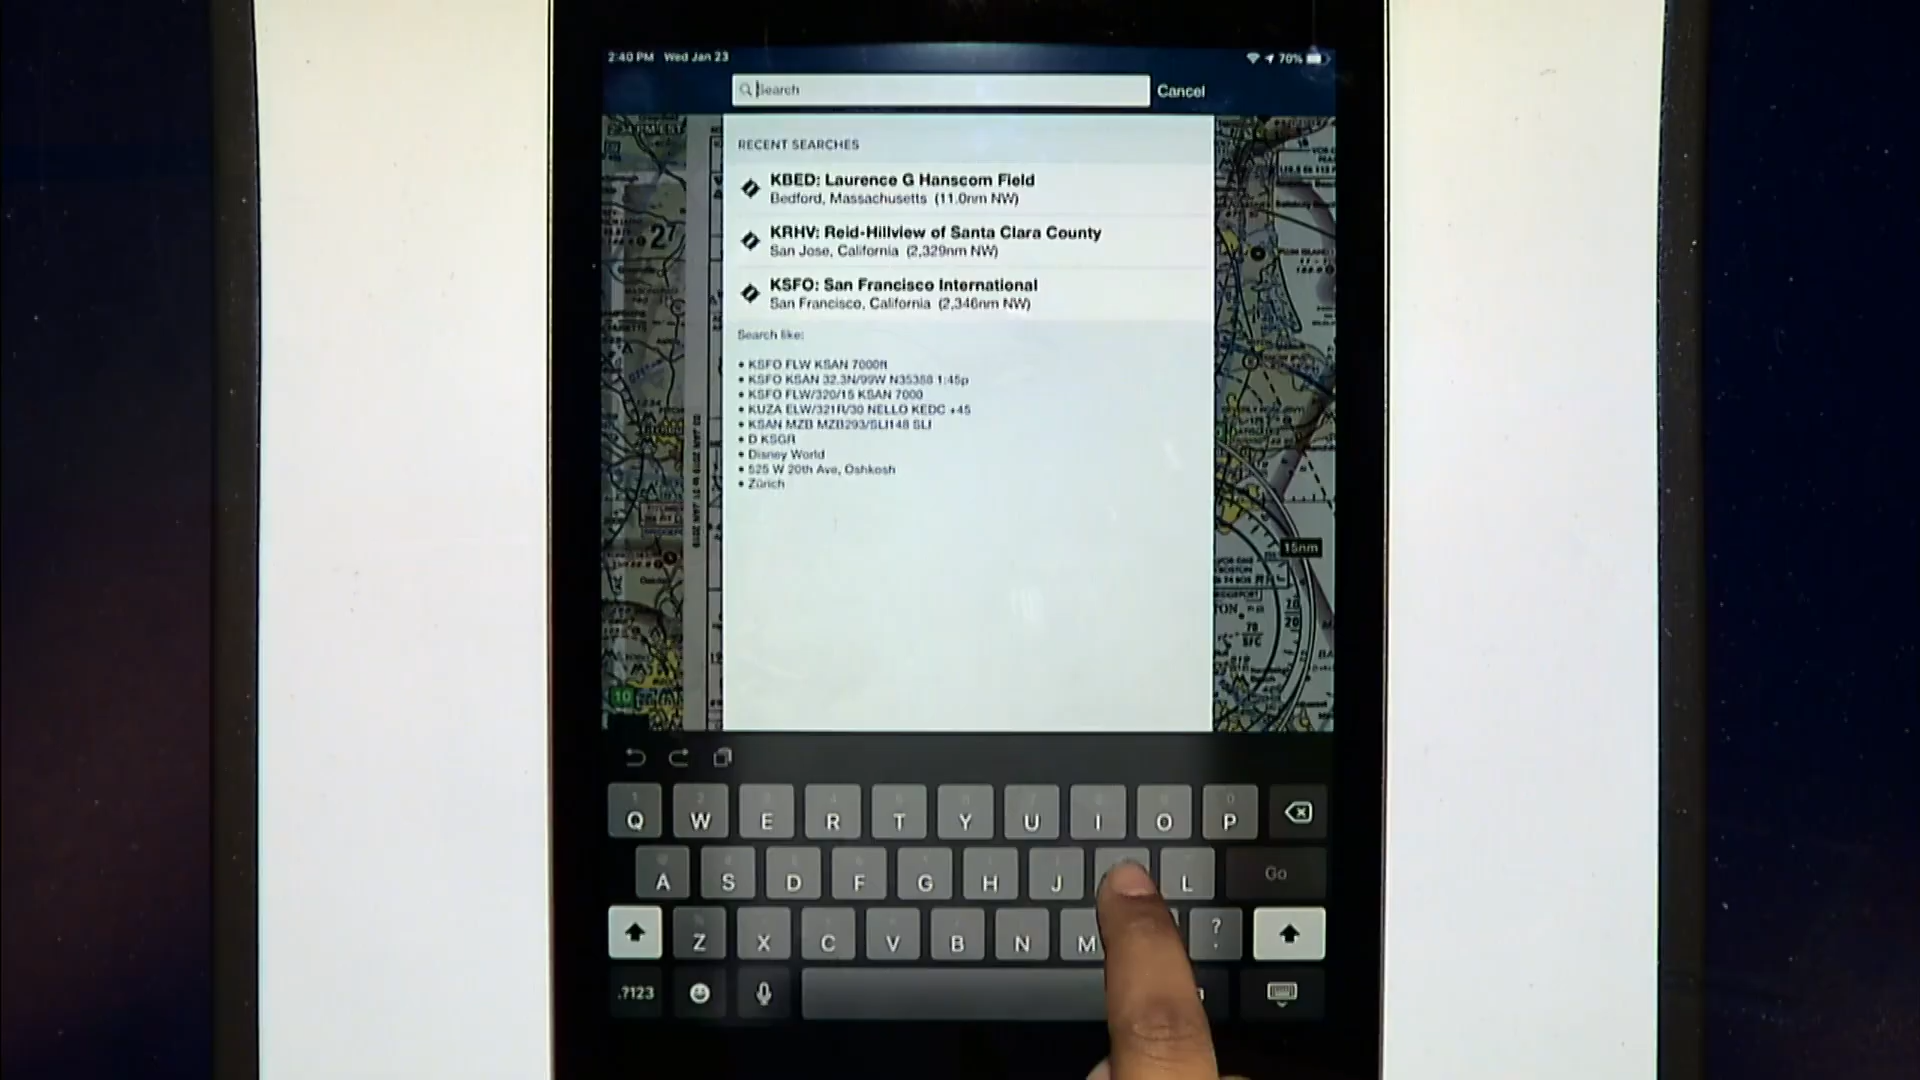 2:40 PM Wed Jan 23
70%
Search
Cancel
RECENT SEARCHES
KBED: Laurence G Hanscom Field
Bedford, Massachusetts (11.0nm NW)
KRHV: Reid-Hillview of Santa Clara County
San Jose, California (2,329nm NW)
KSFO: San Francisco International
San Francisco, California (2,346nm NW)
Search like:
• KSFO FLW KSAN 7000ft
• KSFO KSAN 32.3N/99W N35358 1:45p
• KSFO FLW/320/15 KSAN 7000
• KUZA ELW/321R/30 NELLO KEDC +45
• KSAN MZB MZB293/SLI148 SLI
• D KSGR
• Disney World
• 525 W 20th Ave, Oshkosh
• Zürich
27
15nm
10
Q W E R T Y U I O P
A S D F G H J L
Go
Z X C V B N M ?
.?123